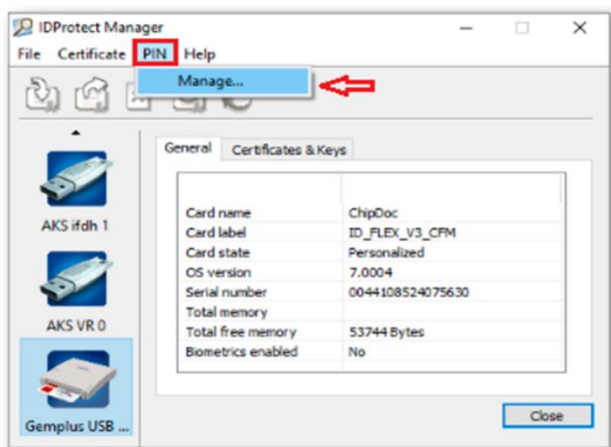 IDProtect Manager
File Certificate PIN Help
Manage...
General Certificates & Keys
Card name ChipDoc
Card label ID_FLEX_V3_CFM
Card state Personalized
OS version 7.0004
Serial number 0044108524075630
Total memory
Total free memory 53744 Bytes
Biometrics enabled No
AKS ifdh 1
AKS VR 0
Gemplus USB ...
Close